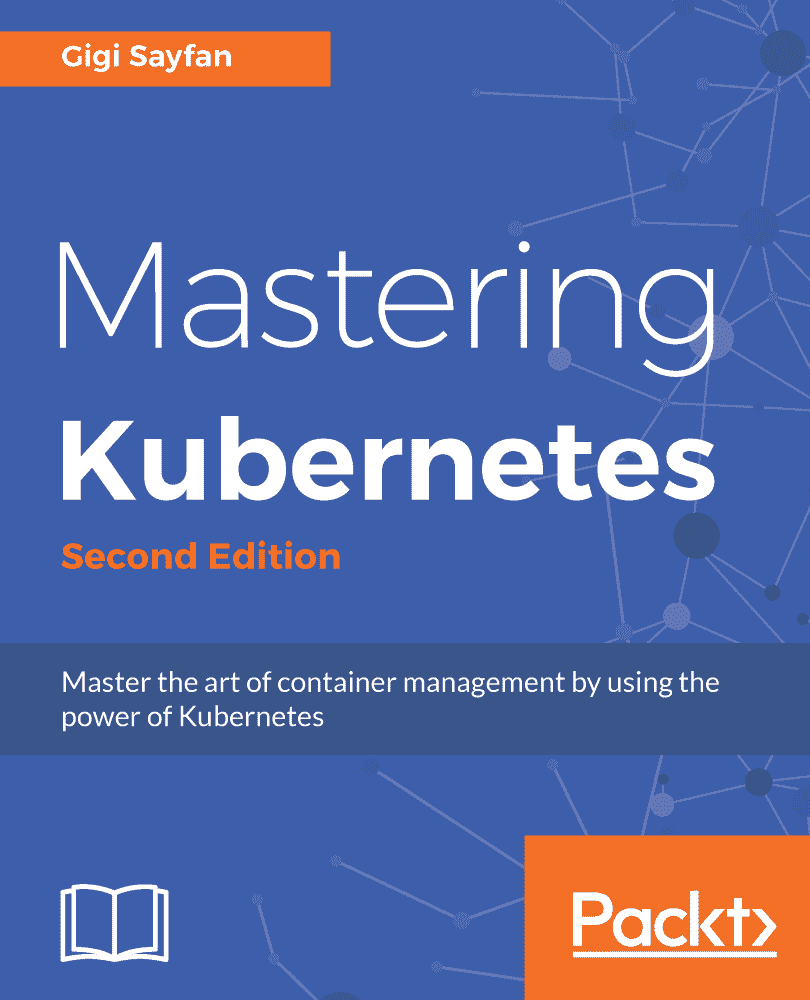 Gigi Sayfan
Mastering
Kubernetes
Second Edition
Master the art of container management by using the
power of Kubernetes
Packt>